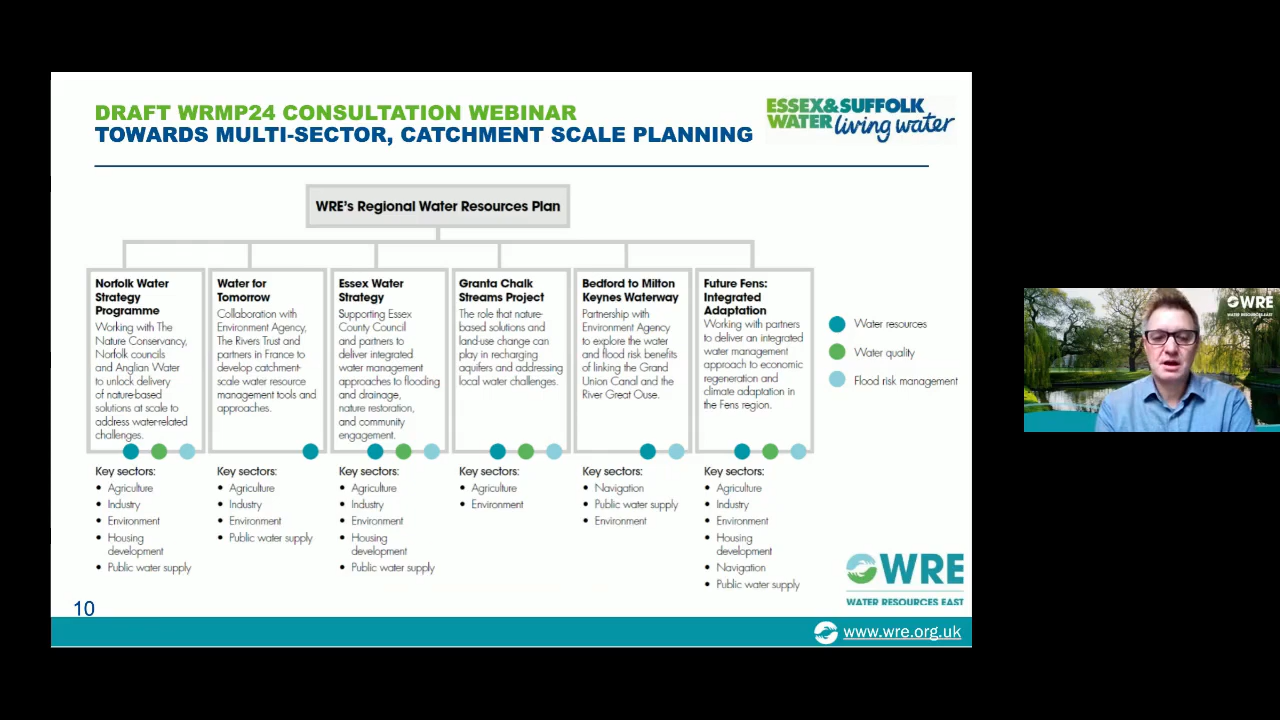 DRAFT WRMP24 CONSULTATION WEBINAR
TOWARDS MULTI-SECTOR, CATCHMENT SCALE PLANNING
ESSEX&SUFFOLK
WATER living water
WRE's Regional Water Resources Plan
Norfolk Water
Strategy
Programme
Working with The
Nature Conservancy,
Norfolk councils
and Anglian Water
to unlock delivery
of nature-based
solutions at scale to
address water-related
challenges.
Key sectors:
• Agriculture
• Industry
• Environment
• Housing
development
• Public water supply
Water for
Tomorrow
Collaboration with
Environment Agency,
The Rivers Trust and
partners in France to
develop catchment-
scale water resource
management tools and
approaches.
Key sectors:
• Agriculture
• Industry
• Environment
• Public water supply
Essex Water
Strategy
Supporting Essex
County Council
and partners to
deliver integrated
water management
approaches to flooding
and drainage,
nature restoration,
and community
engagement.
Key sectors:
• Agriculture
• Industry
• Environment
• Housing
development
• Public water supply
Granta Chalk
Streams Project
The role that nature-
based solutions and
land-use change can
play in recharging
aquifers and addressing
local water challenges.
Key sectors:
• Agriculture
• Environment
Bedford to Milton
Keynes Waterway
Partnership with
Environment Agency
to explore the water
and flood risk benefits
of linking the Grand
Union Canal and the
River Great Ouse.
Key sectors:
• Navigation
• Public water supply
• Environment
Future Fens:
Integrated
Adaptation
Working with partners
to deliver an integrated
water management
approach to economic
regeneration and
climate adaptation in
the Fens region.
Key sectors:
• Agriculture
• Industry
• Environment
• Housing
development
• Navigation
• Public water supply
Water resources
Water quality
Flood risk management
WRE
WATER RESOURCES EAST
10
www.wre.org.uk
WRE
WATER RESOURCES EAST